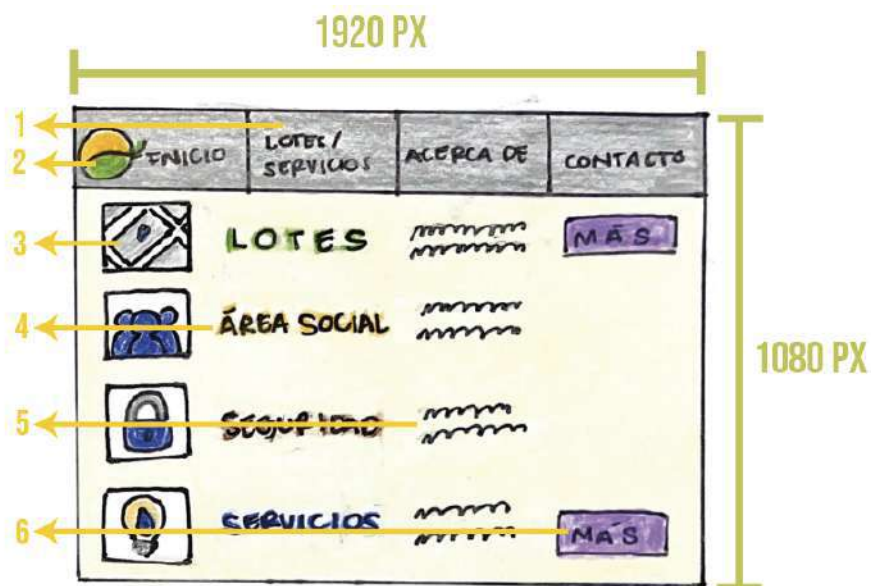 1920 PX
1
2
INICIO
LOTES/
SERVICIOS
ACERCA DE
CONTACTO
3
LOTES
MÁS
4
ÁREA SOCIAL
1080 PX
5
SEGURIDAD
6
SERVICIOS
MÁS